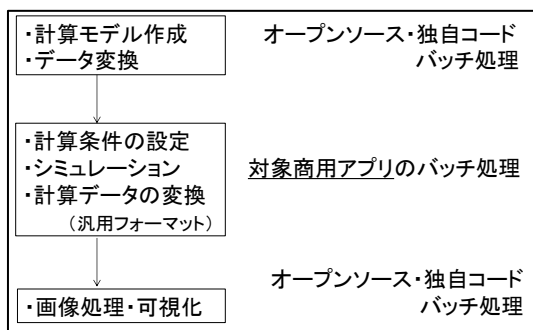 ・計算モデル作成
・データ変換
オープンソース・独自コード
バッチ処理
・計算条件の設定
・シミュレーション
・計算データの変換
（汎用フォーマット）
対象商用アプリのバッチ処理
オープンソース・独自コード
バッチ処理
・画像処理・可視化